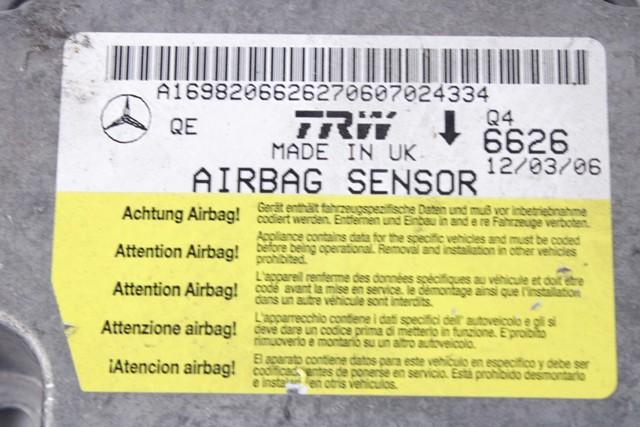 A16982066262706070243​34
QE
TRW
Q4
6626
MADE IN UK
12/03/06
AIRBAG SENSOR
Achtung Airbag!
Gerät enthält fahrzeugspezifische Daten und muß vor inbetriebnahme
codiert werden. Entfernen und Einbau in and e re Fahrzeuge verboten.
Attention Airbag!
Appliance contains data for the specific vehicles and must be coded
before being operational. Removal and installation in other vehicles
prohibited.
Attention Airbag!
L'appareil renferme des données spécifiques au véhicule et doit être
codé avant la mise en service. le démontage ainsi que l'installation
dans un autre véhicule sont interdits.
Attenzione airbag!
L'apparecchio contiene i dati specifici dell' autoveicolo e gli si
deve dare un codice prima di metterlo in funzione. E'proibito
rimuoverlo e montarlo su un altro autoveicolo.
¡Atencion airbag!
El aparato contiene datos para este vehículo en específico y debe ser
codificado antes de ponerse en servicio. Está prohibido desmontarlo
e instalarlo en otris vehículos.